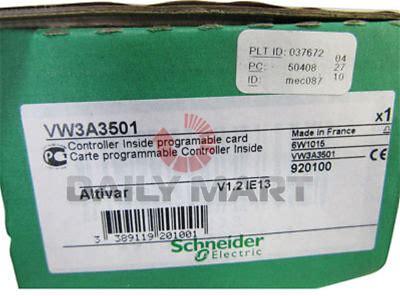 PLT ID: 037672
PC: 50408
ID: mec087
04
27
10
VW3A3501
x1
Controller Inside programable card
Carte programmable Controller Inside
Made in France
6W1015
VW3A3501
920100
CE
DAILY MART
Altivar
V1.2 IE13
3 389119 201001
Schneider
Electric